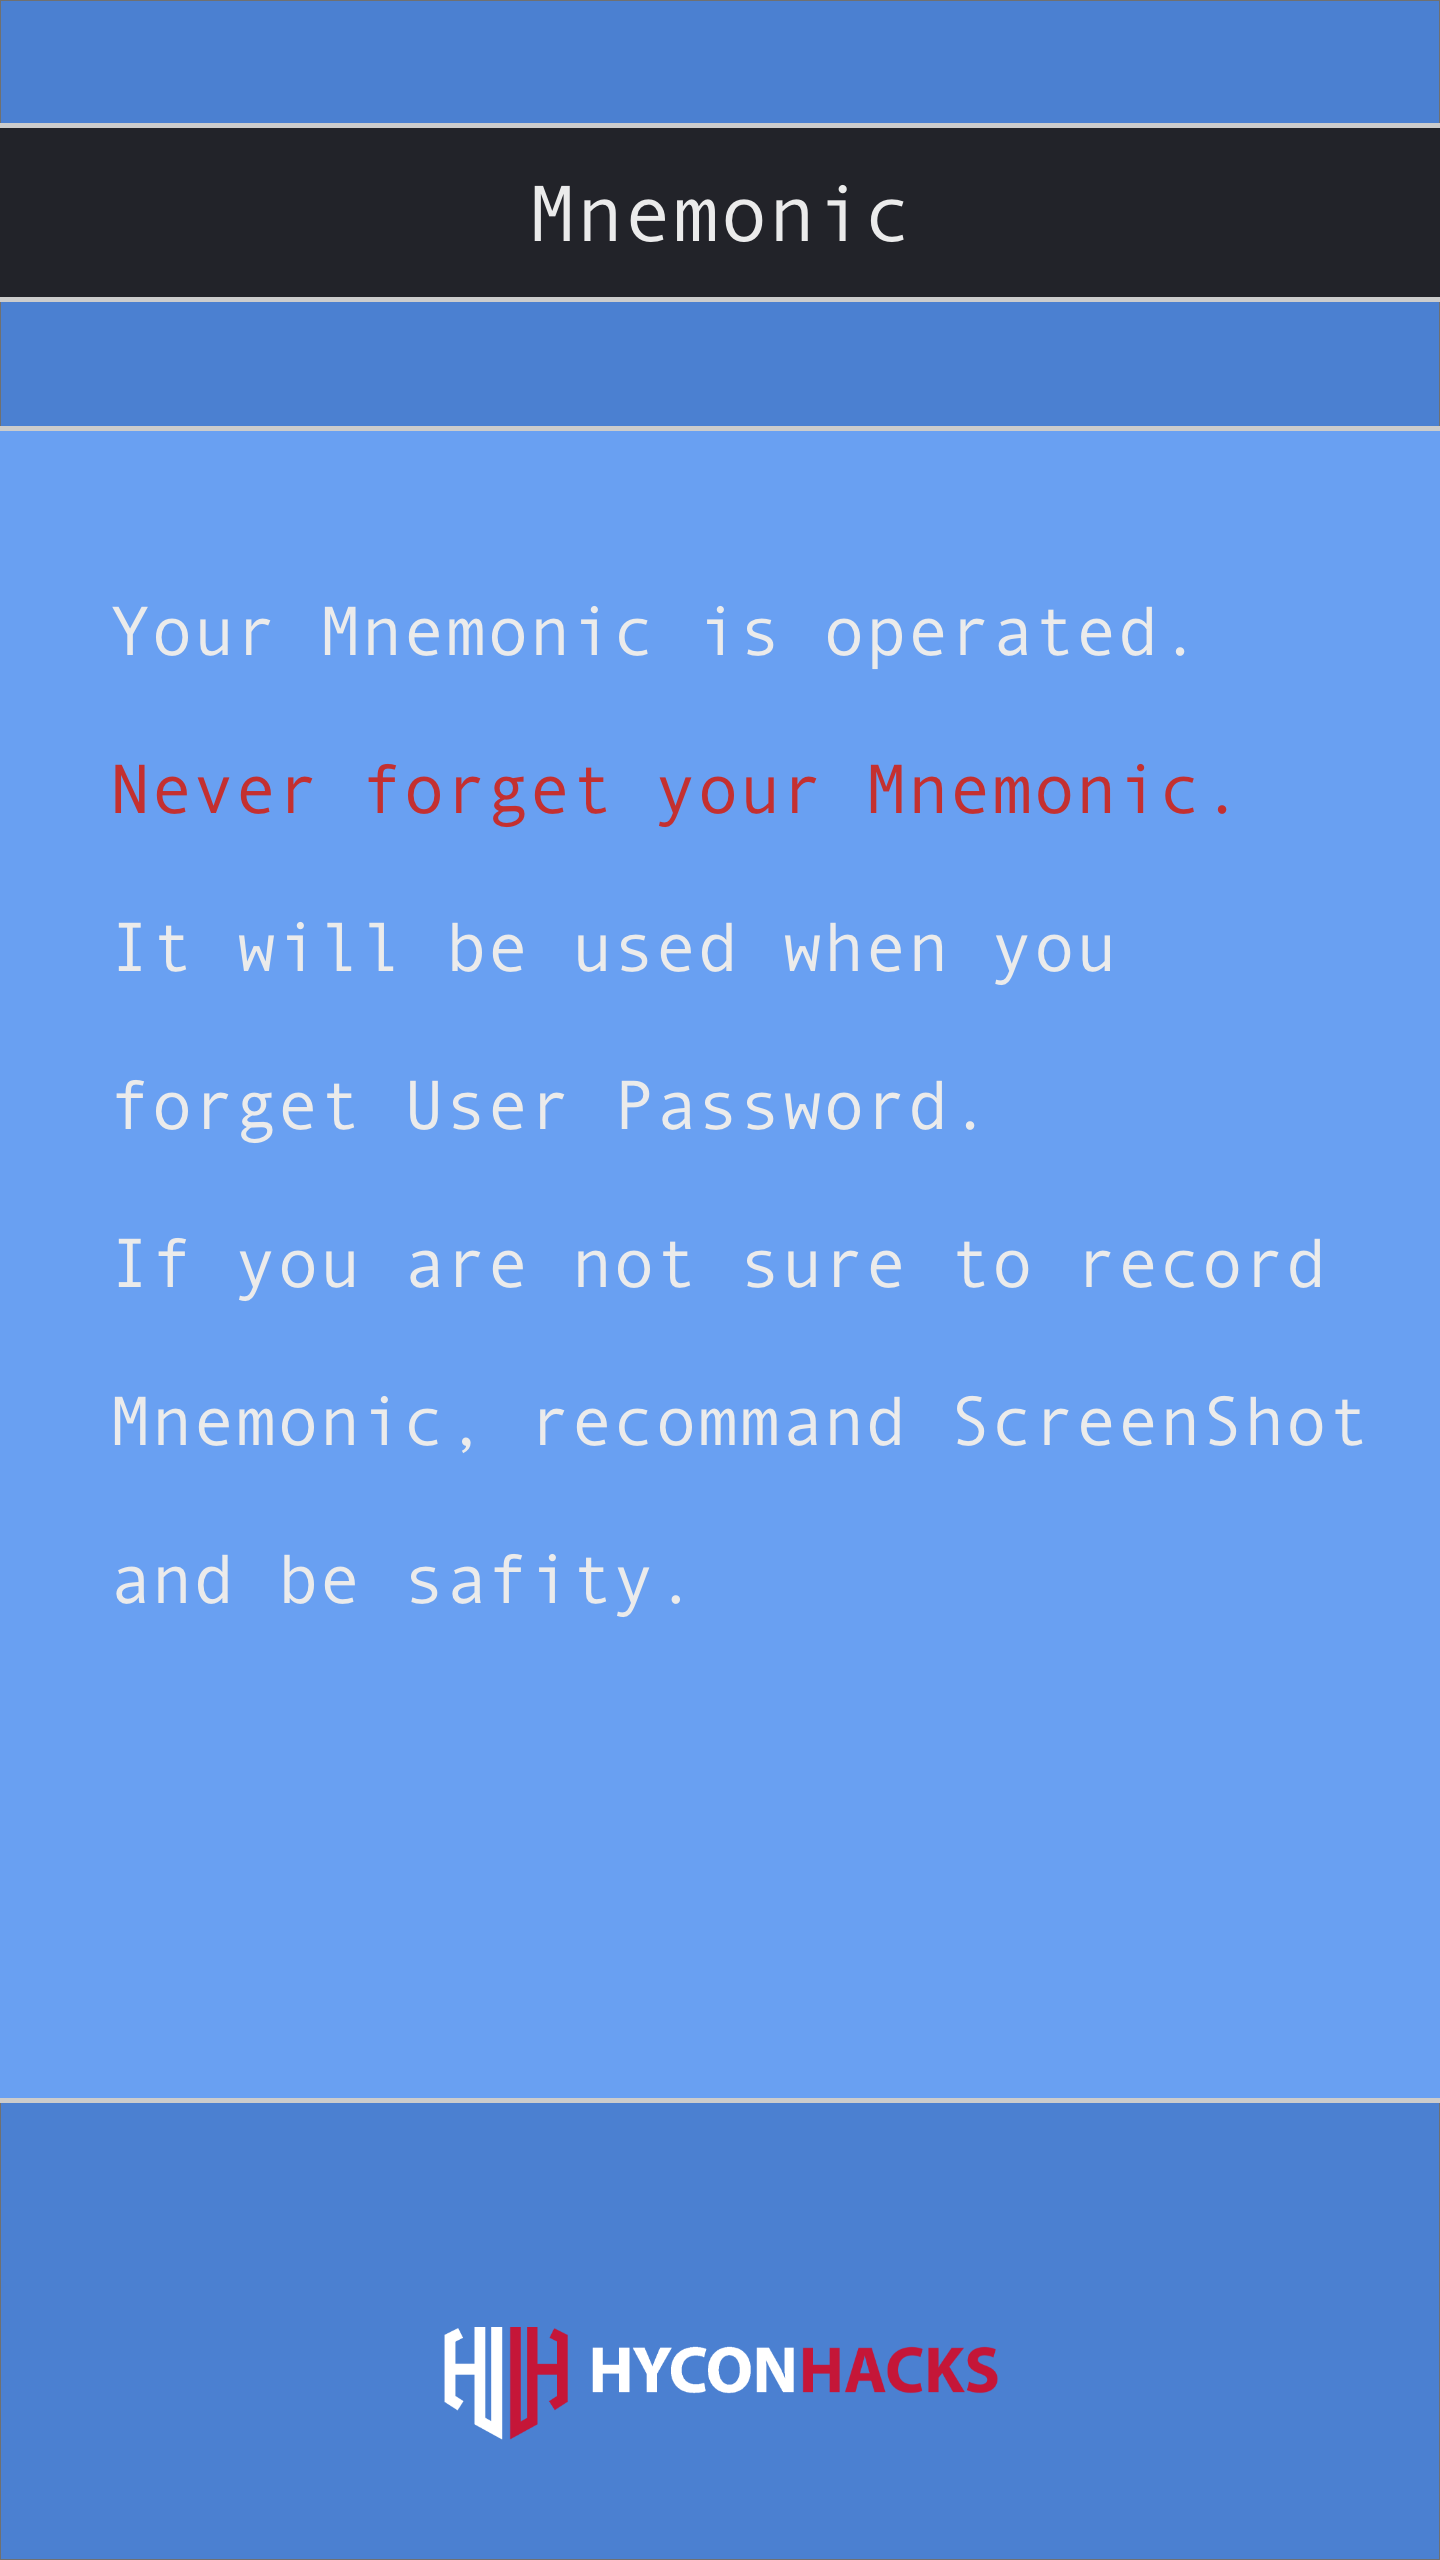 Mnemonic
Your Mnemonic is operated.
Never forget your Mnemonic.
It will be used when you
forget User Password.
If you are not sure to record
Mnemonic, recommand ScreenShot
and be safity.
HYCONHACKS